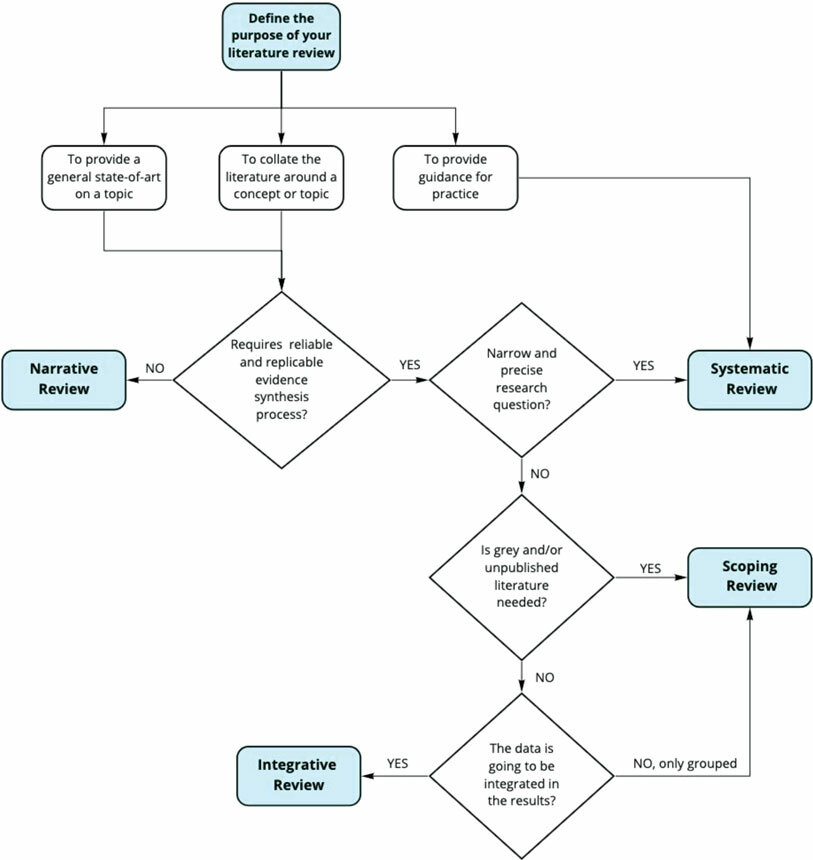 Define the
purpose of your
literature review
To provide a
general state-of-art
on a topic
To collate the
literature around a
concept or topic
To provide
guidance for
practice
Requires reliable
and replicable
evidence
synthesis
process?
NO
Narrative
Review
YES
Narrow and
precise
research
question?
YES
Systematic
Review
NO
Is grey and/or
unpublished
literature
needed?
YES
Scoping
Review
NO
The data is
going to be
integrated in
the results?
YES
Integrative
Review
NO, only grouped